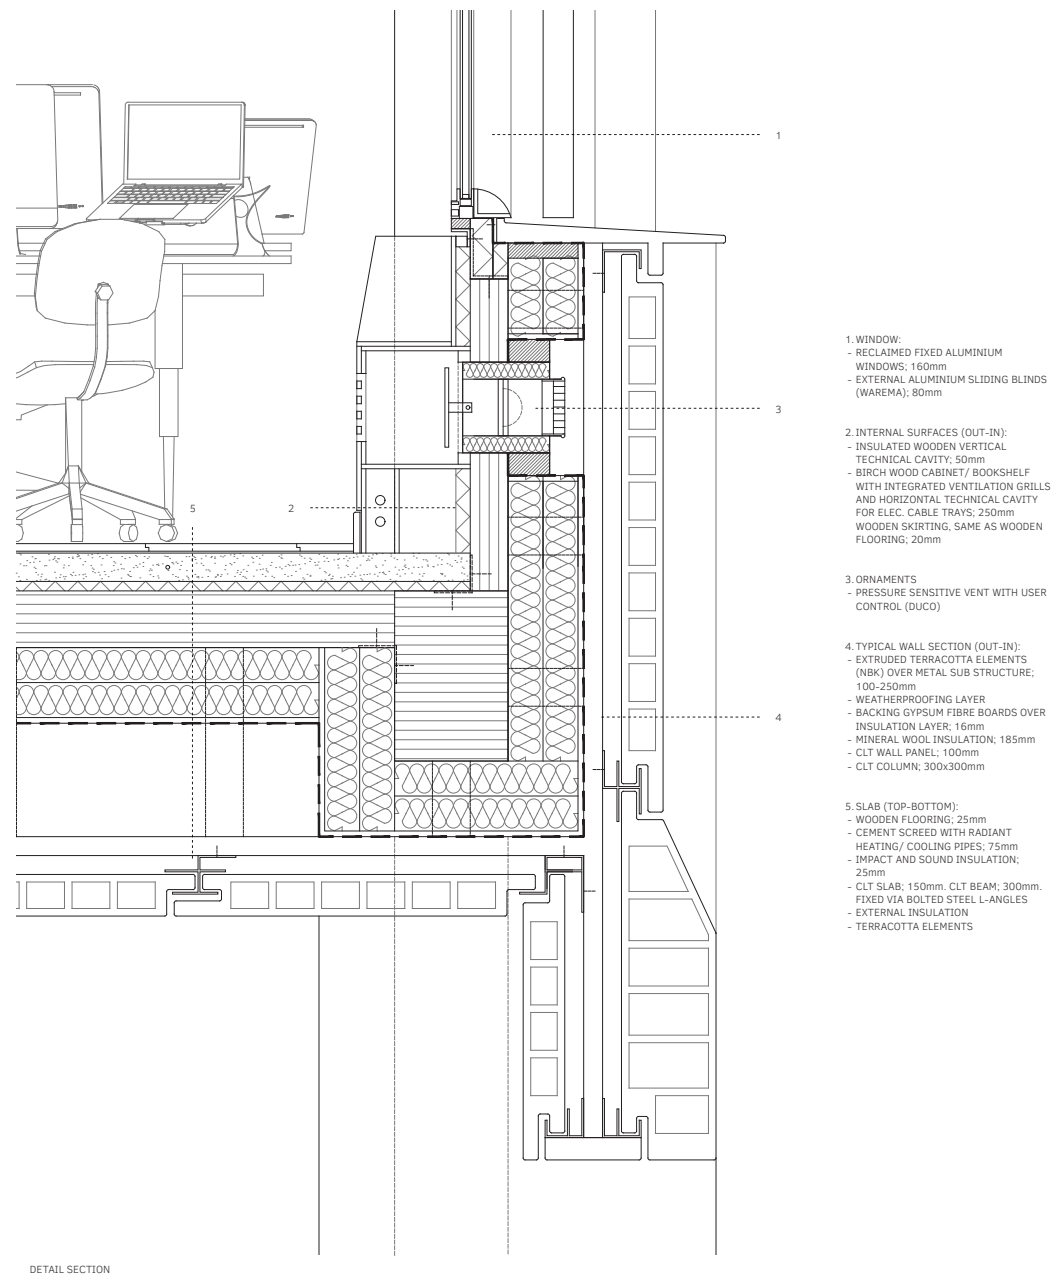 1
1. WINDOW:
- RECLAIMED FIXED ALUMINIUM
WINDOWS; 160mm
- EXTERNAL ALUMINIUM SLIDING BLINDS
(WAREMA); 80mm
3
2. INTERNAL SURFACES (OUT-IN):
- INSULATED WOODEN VERTICAL
TECHNICAL CAVITY; 50mm
- BIRCH WOOD CABINET/ BOOKSHELF
WITH INTEGRATED VENTILATION GRILLS
AND HORIZONTAL TECHNICAL CAVITY
FOR ELEC. CABLE TRAYS; 250mm
WOODEN SKIRTING, SAME AS WOODEN
FLOORING; 20mm
5
2
3. ORNAMENTS
- PRESSURE SENSITIVE VENT WITH USER
CONTROL (DUCO)
4. TYPICAL WALL SECTION (OUT-IN):
- EXTRUDED TERRACOTTA ELEMENTS
(NBK) OVER METAL SUB STRUCTURE;
100-250mm
- WEATHERPROOFING LAYER
- BACKING GYPSUM FIBRE BOARDS OVER
INSULATION LAYER; 16mm
- MINERAL WOOL INSULATION; 185mm
- CLT WALL PANEL; 100mm
- CLT COLUMN; 300x300mm
4
5. SLAB (TOP-BOTTOM):
- WOODEN FLOORING; 25mm
- CEMENT SCREED WITH RADIANT
HEATING/ COOLING PIPES; 75mm
- IMPACT AND SOUND INSULATION;
25mm
- CLT SLAB; 150mm. CLT BEAM; 300mm.
FIXED VIA BOLTED STEEL L-ANGLES
- EXTERNAL INSULATION
- TERRACOTTA ELEMENTS
DETAIL SECTION